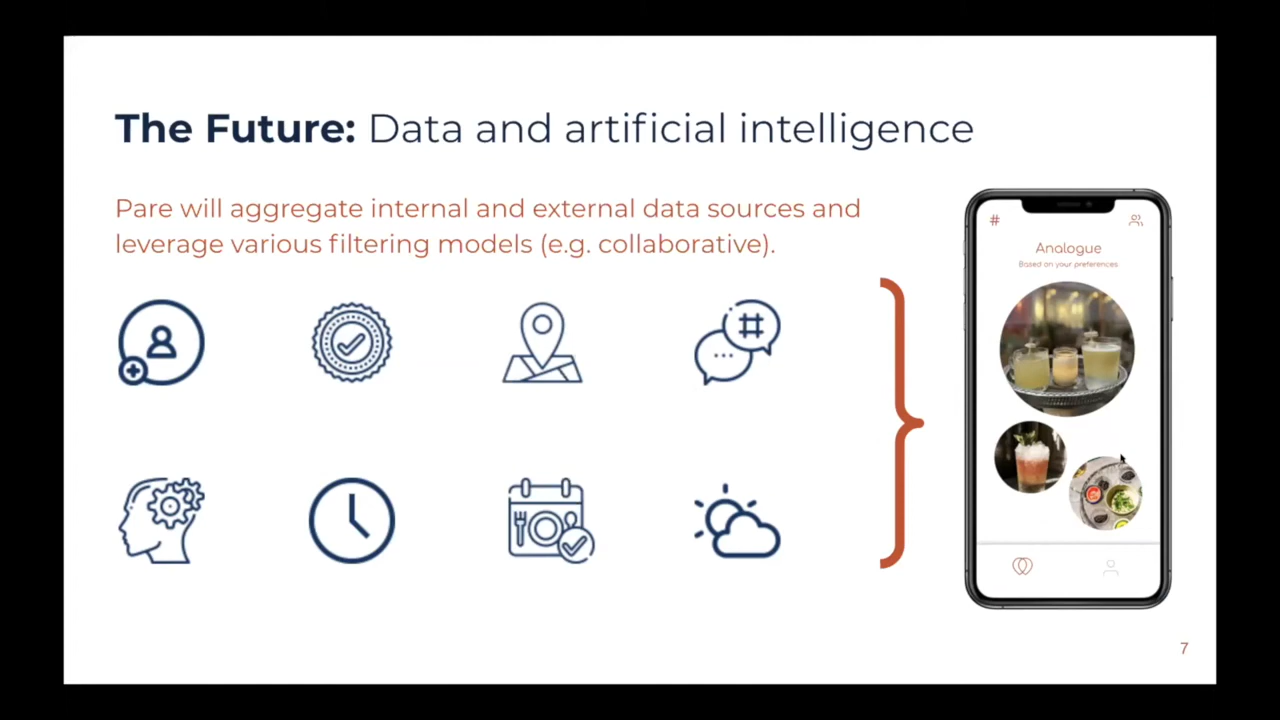 The Future: Data and artificial intelligence
Pare will aggregate internal and external data sources and
leverage various filtering models (e.g. collaborative).
#
#
Analogue
Based on your preferences
7